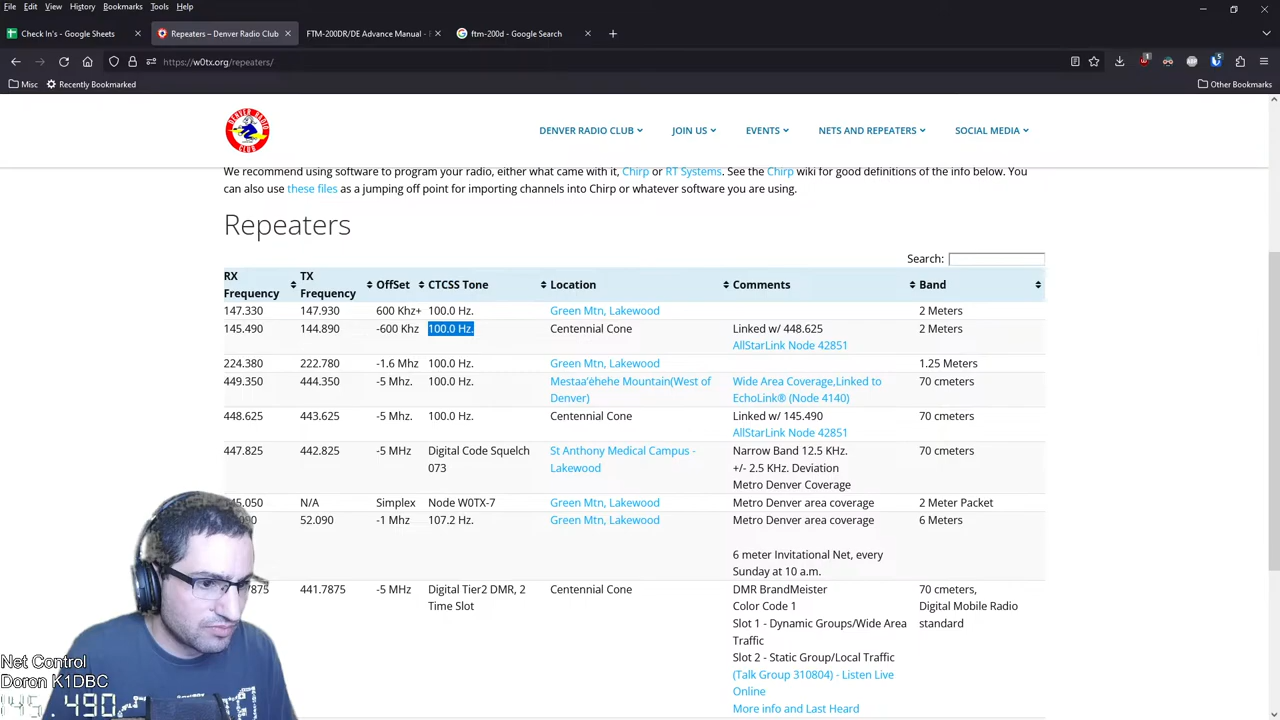 File Edit View History Bookmarks Tools Help
Check In's - Google Sheets
Repeaters – Denver Radio Club
FTM-200DR/DE Advance Manual -
ftm-200d - Google Search
https://w0tx.org/repeaters/
Misc
Recently Bookmarked
Other Bookmarks
DENVER RADIO CLUB
DENVER RADIO CLUB
JOIN US
EVENTS
NETS AND REPEATERS
SOCIAL MEDIA
We recommend using software to program your radio, either what came with it, Chirp or RT Systems. See the Chirp wiki for good definitions of the info below. You
can also use these files as a jumping off point for importing channels into Chirp or whatever software you are using.
Repeaters
Search:
RX Frequency TX Frequency OffSet CTCSS Tone Location Comments Band
147.330 147.930 600 Khz+ 100.0 Hz. Green Mtn, Lakewood 2 Meters
145.490 144.890 -600 Khz 100.0 Hz. Centennial Cone Linked w/ 448.625 2 Meters
AllStarLink Node 42851
224.380 222.780 -1.6 Mhz 100.0 Hz. Green Mtn, Lakewood 1.25 Meters
449.350 444.350 -5 Mhz. 100.0 Hz. Mestaa’ėhehe Mountain(West of Wide Area Coverage,Linked to 70 cmeters
Denver) EchoLink® (Node 4140)
448.625 443.625 -5 Mhz. 100.0 Hz. Centennial Cone Linked w/ 145.490 70 cmeters
AllStarLink Node 42851
447.825 442.825 -5 MHz Digital Code Squelch St Anthony Medical Campus - Narrow Band 12.5 KHz. 70 cmeters
073 Lakewood +/- 2.5 KHz. Deviation
Metro Denver Coverage
N/A Simplex Node W0TX-7 Green Mtn, Lakewood Metro Denver area coverage 2 Meter Packet
52.090 -1 Mhz 107.2 Hz. Green Mtn, Lakewood Metro Denver area coverage 6 Meters
6 meter Invitational Net, every
Sunday at 10 a.m.
441.7875 -5 MHz Digital Tier2 DMR, 2 Centennial Cone DMR BrandMeister 70 cmeters,
Time Slot Color Code 1 Digital Mobile Radio
Slot 1 - Dynamic Groups/Wide Area standard
Traffic
Slot 2 - Static Group/Local Traffic
(Talk Group 310804) - Listen Live
Online
More info and Last Heard
Net Control
Doron K1DBC
145.490